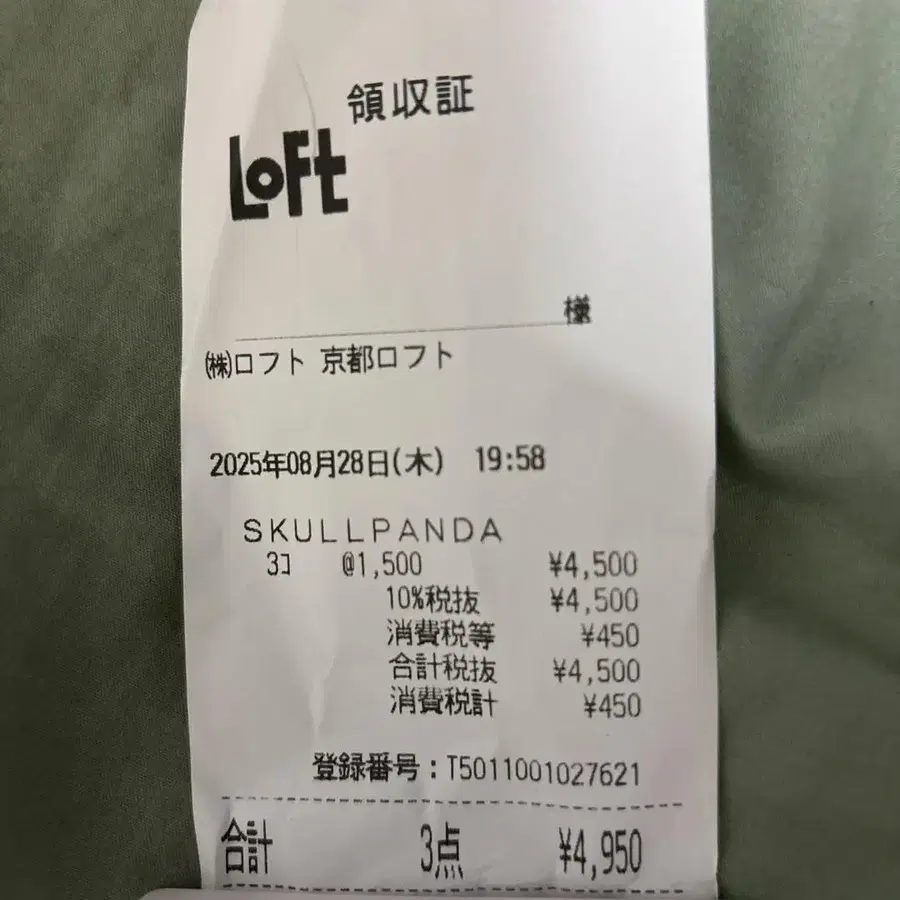 領収証
LOFT
様
㈱ロフト 京都ロフト
2025年08月28日(木) 19:58
SKULLPANDA
3コ @1,500 ¥4,500
10%税抜 ¥4,500
消費税等 ¥450
合計税抜 ¥4,500
消費税計 ¥450
登録番号:T5011001027621
合計 3点 ¥4,950